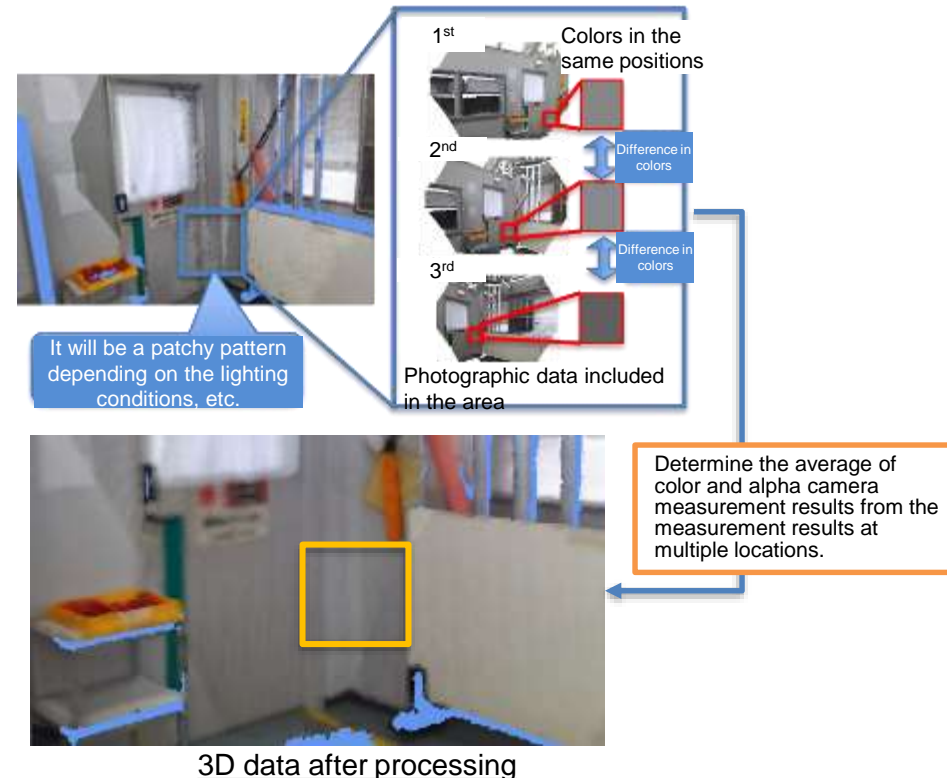 1st
Colors in the
same positions
Difference in
colors
2nd
Difference in
colors
3rd
Photographic data included
in the area
It will be a patchy pattern
depending on the lighting
conditions, etc.
Determine the average of
color and alpha camera
measurement results from the
measurement results at
multiple locations.
3D data after processing